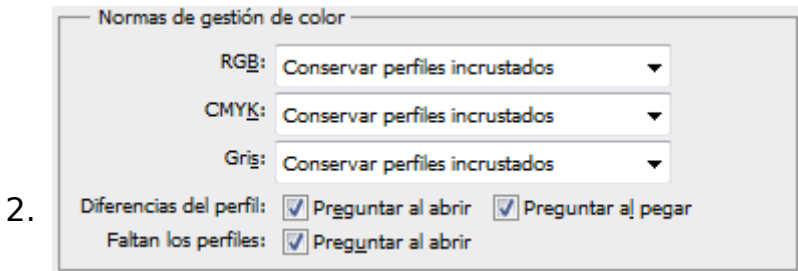 Normas de gestión de color
RGB: Conservar perfiles incrustados
CMYK: Conservar perfiles incrustados
Gris: Conservar perfiles incrustados
2. Diferencias del perfil: Preguntar al abrir Preguntar al pegar
Faltan los perfiles: Preguntar al abrir